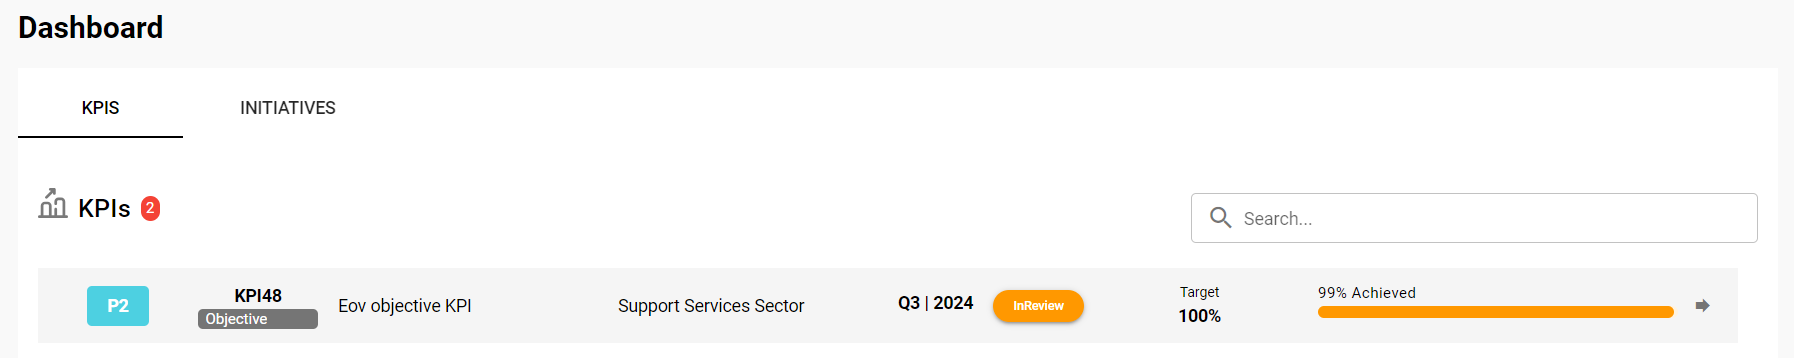 Dashboard
KPIS INITIATIVES
KPIs 2
Search...
P2 KPI48 Objective Eov objective KPI Support Services Sector Q3 | 2024 InReview Target 100% 99% Achieved